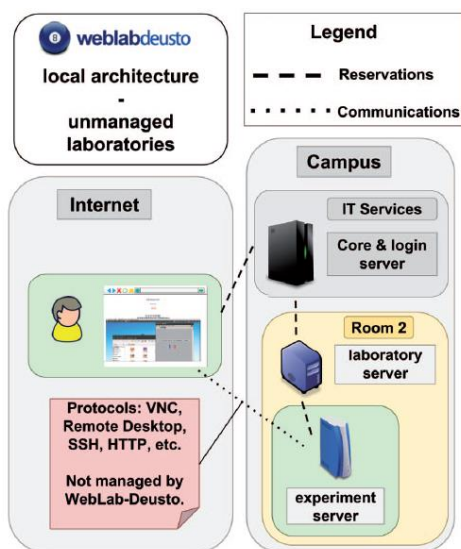 weblabdeusto
local architecture
-
unmanaged
laboratories
Legend
Reservations
Communications
Internet
Campus
IT Services
Core & login
server
Room 2
laboratory
server
experiment
server
Protocols: VNC,
Remote Desktop,
SSH, HTTP, etc.
Not managed by
WebLab-Deusto.